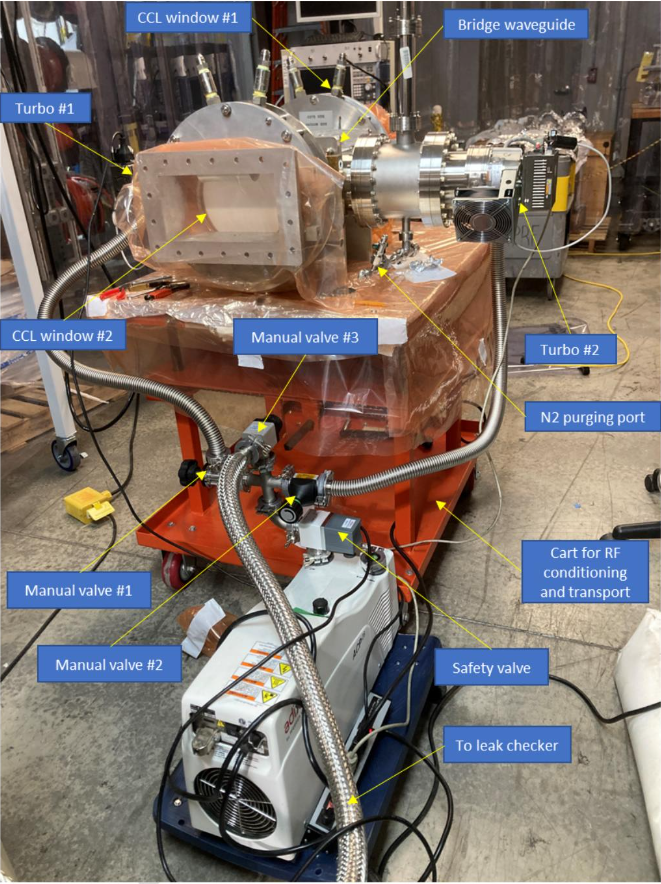 CCL window #1
Bridge waveguide
Turbo #1
CCL window #2
Manual valve #3
Turbo #2
N2 purging port
Cart for RF
conditioning
and transport
Manual valve #1
Manual valve #2
Safety valve
To leak checker